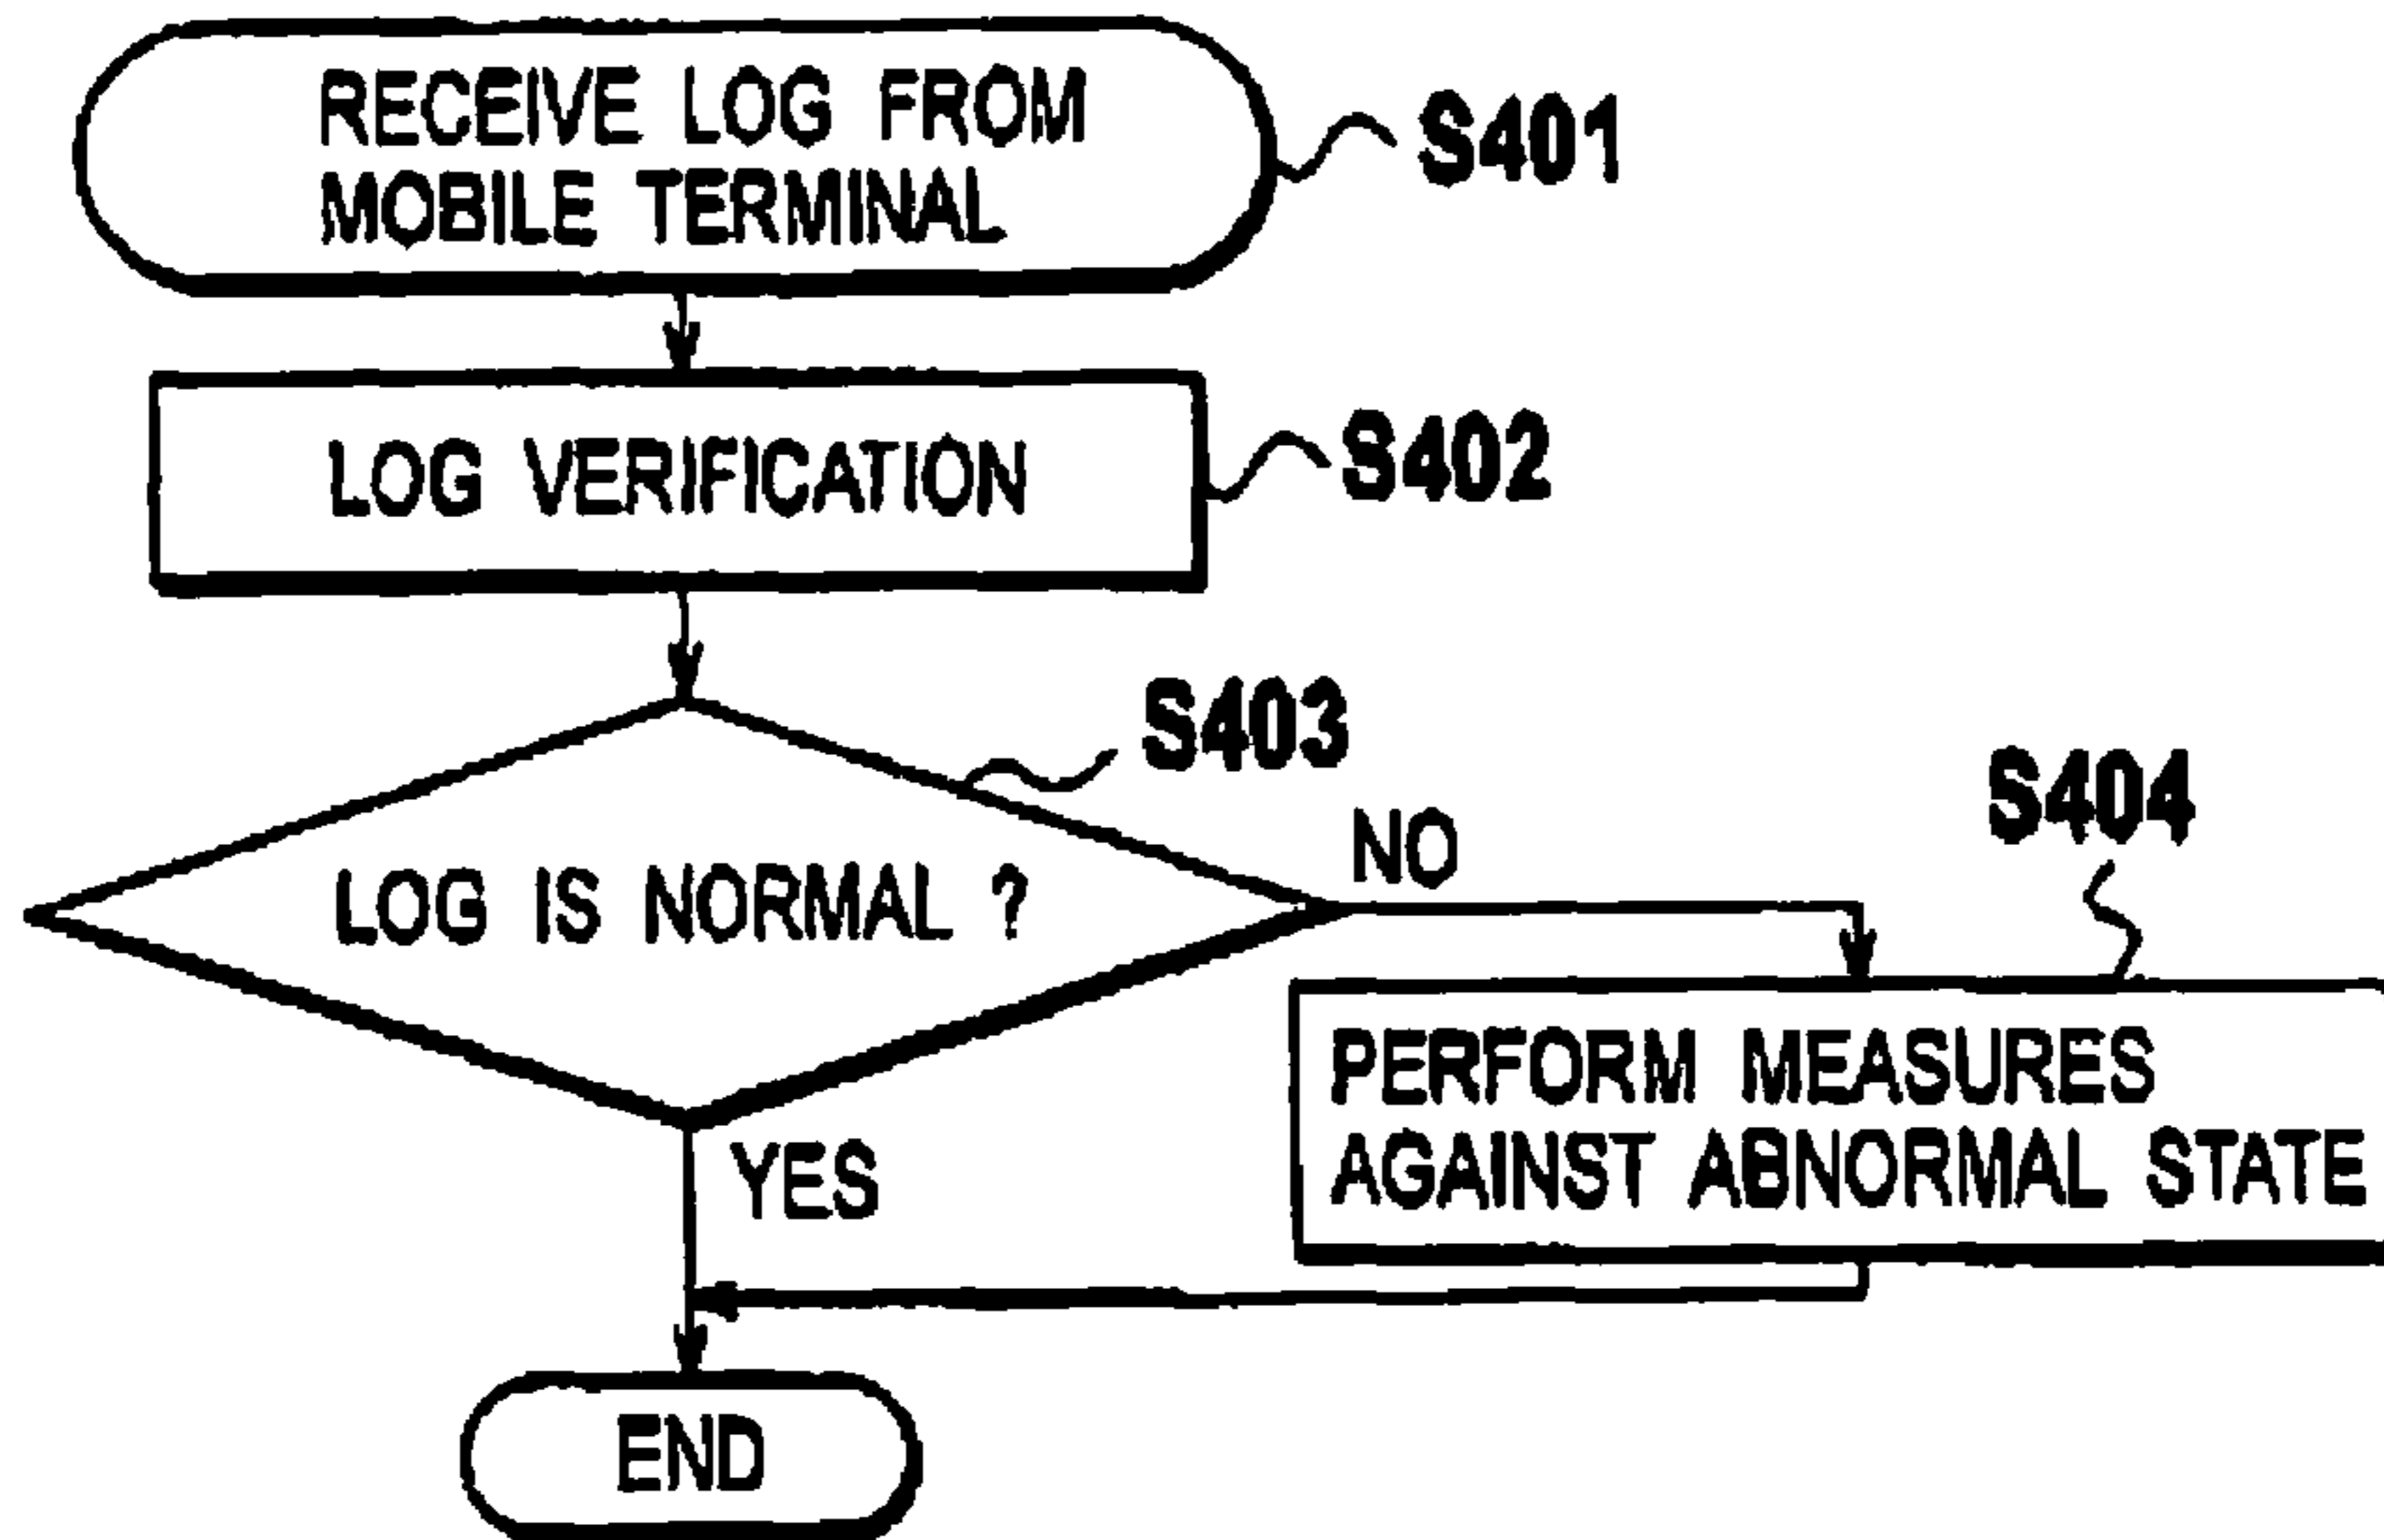 RECEIVE LOG FROM
MOBILE TERMINAL
S401
LOG VERIFICATION
S402
S403
LOG IS NORMAL ?
NO
S404
PERFORM MEASURES
AGAINST ABNORMAL STATE
YES
END